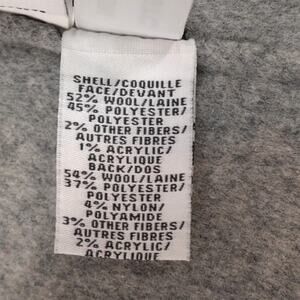 SHELL/COQUILLE
FACE/DEVANT
52% WOOL/LAINE
45% POLYESTER/
POLYESTER
2% OTHER FIBERS/
AUTRES FIBRES
1% ACRYLIC/
ACRYLIQUE
BACK/DOS
54% WOOL/LAINE
37% POLYESTER/
POLYESTER
4% NYLON/
POLYAMIDE
3% OTHER FIBERS/
AUTRES FIBRES
2% ACRYLIC/
ACRYLIQUE